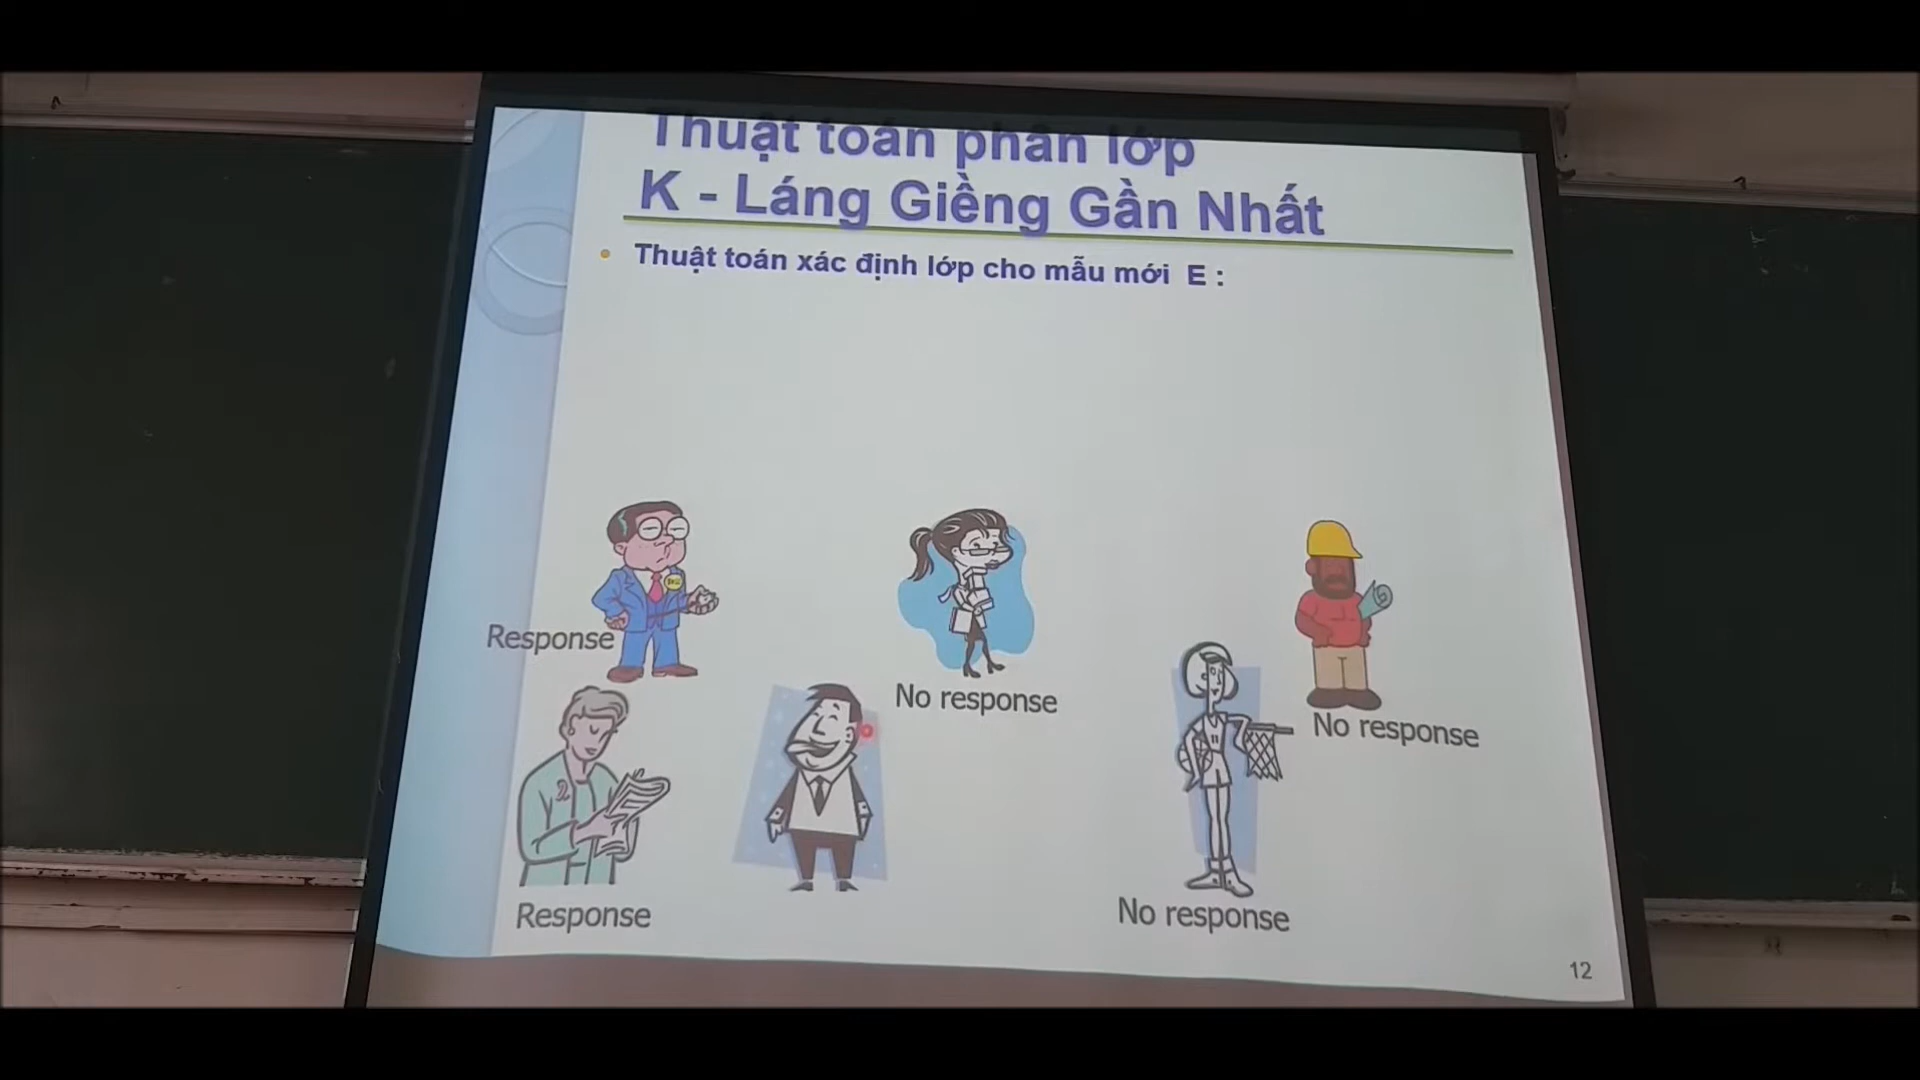 Thuật toán phân lớp
K - Láng Giềng Gần Nhất
Thuật toán xác định lớp cho mẫu mới E :
Response
No response
No response
Response
No response
12